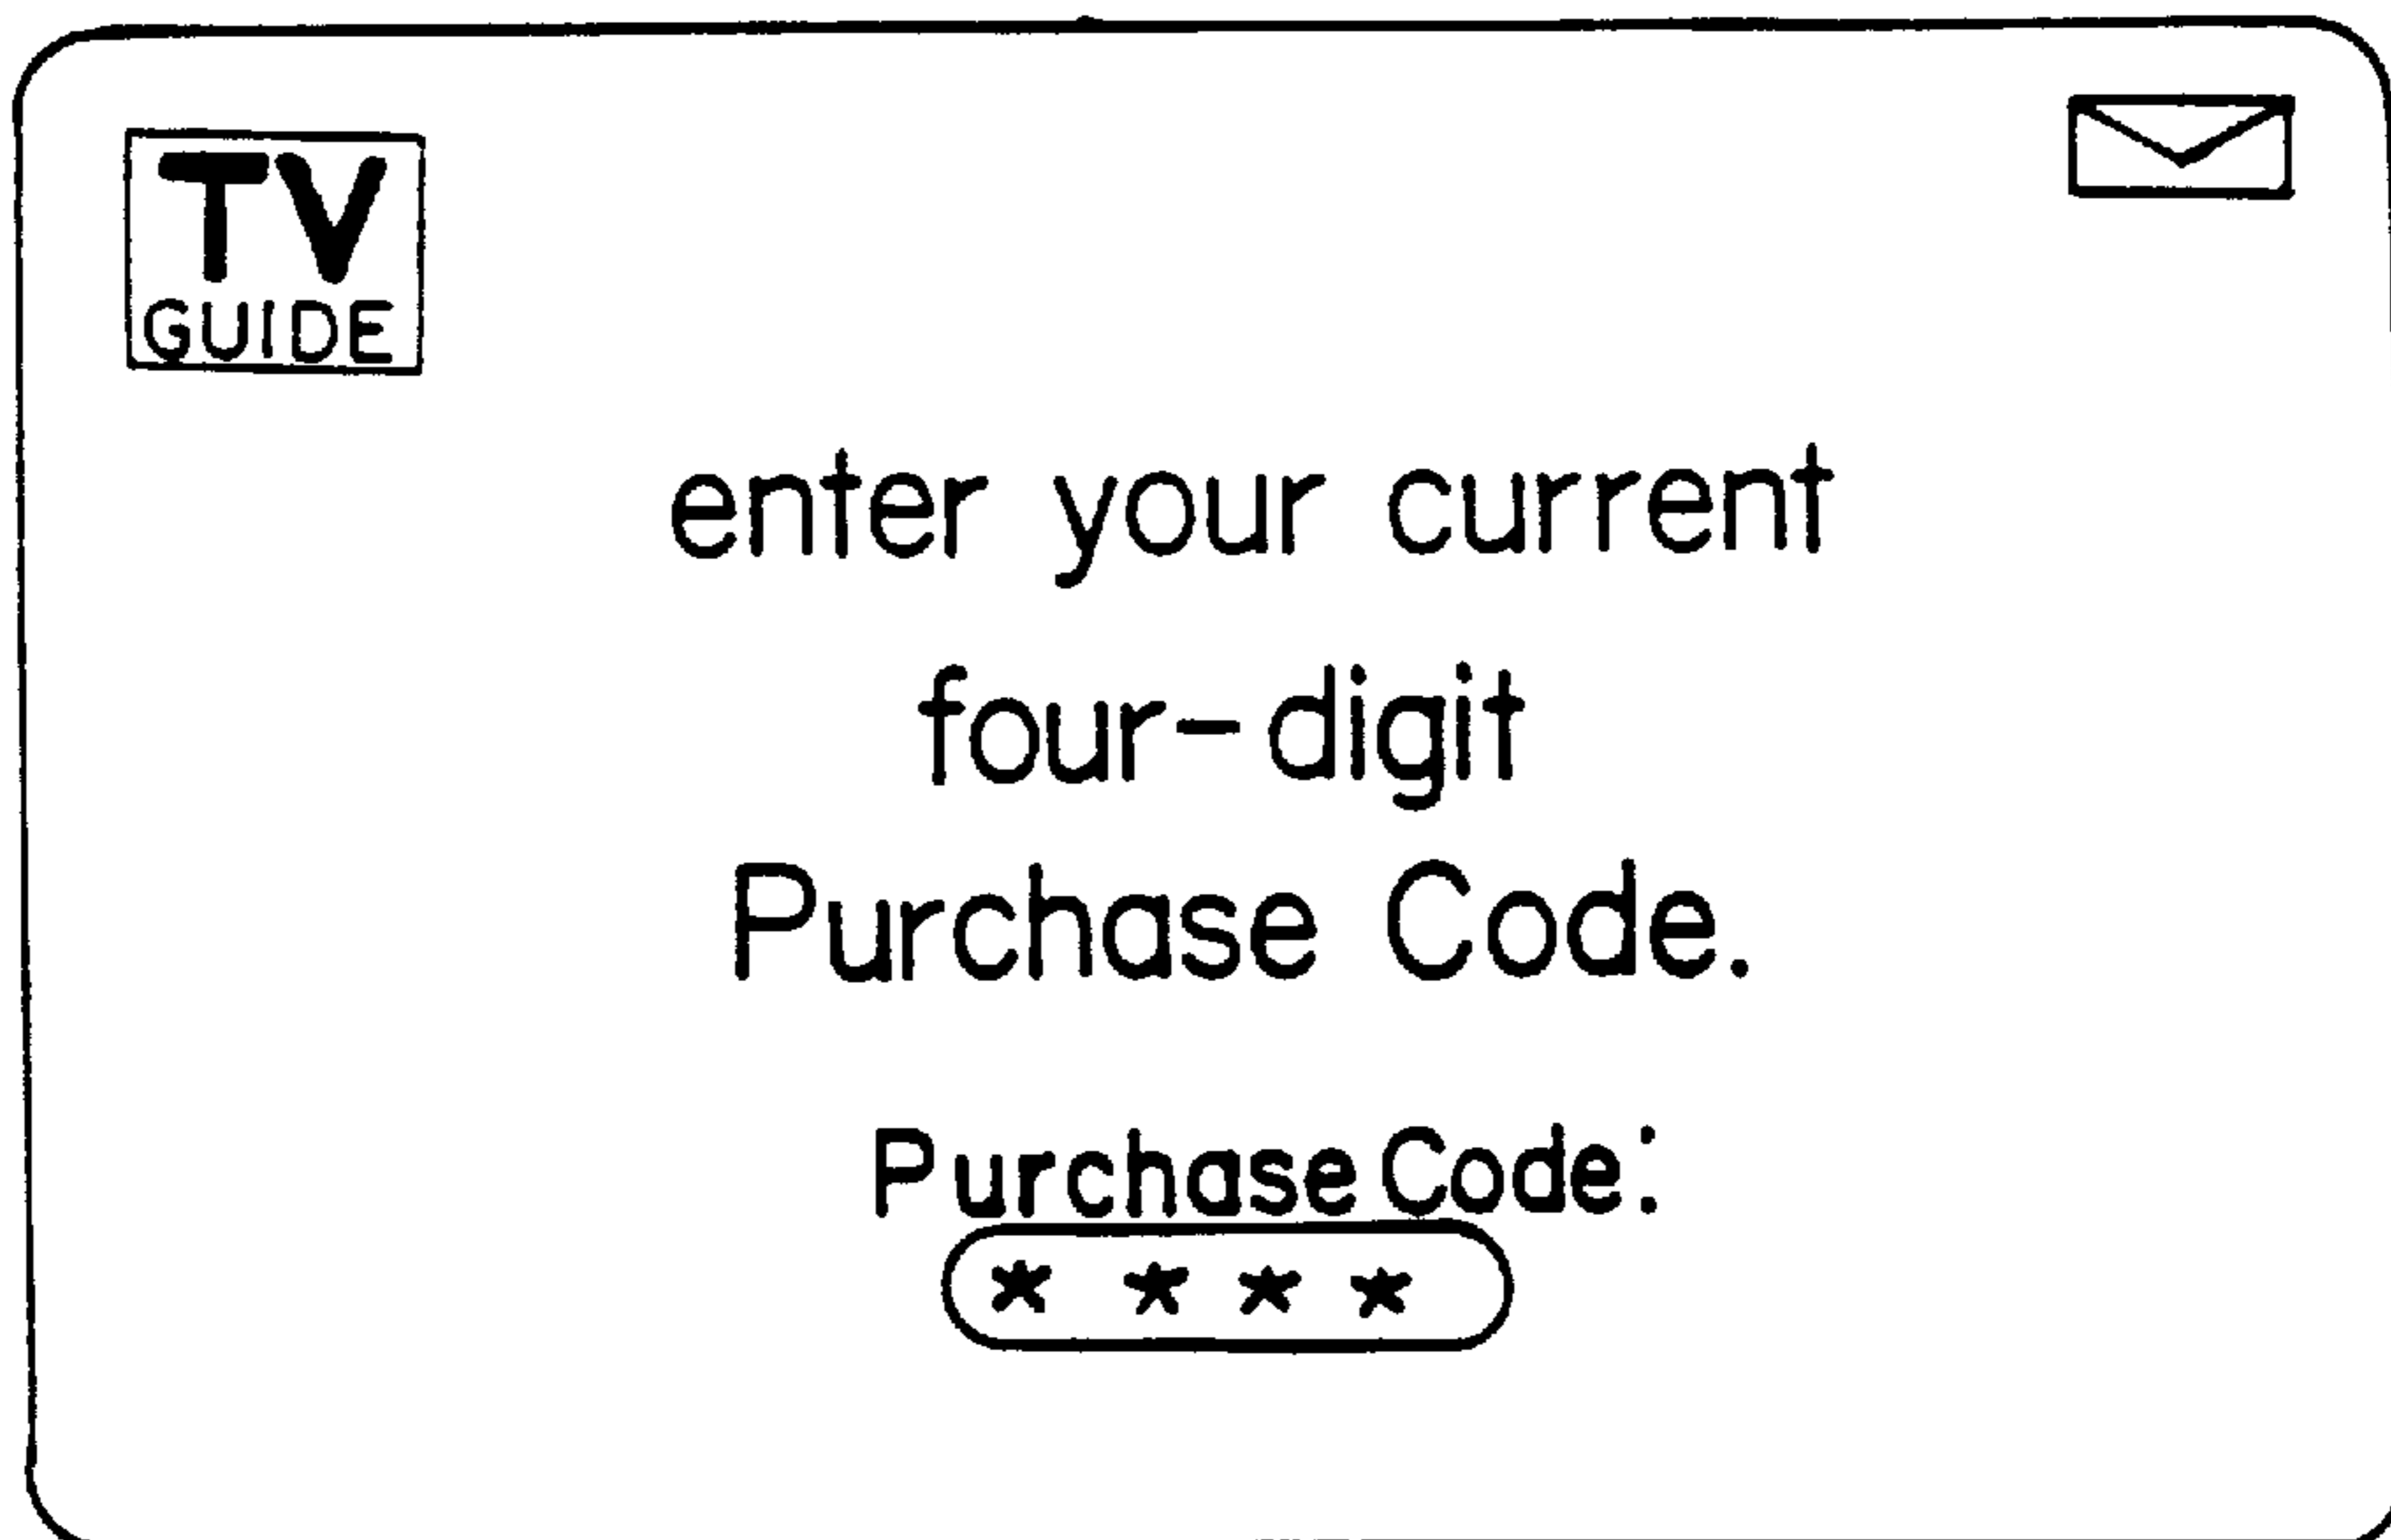 TV
GUIDE
enter your current
four-digit
Purchase Code.
Purchase Code:
* * * *